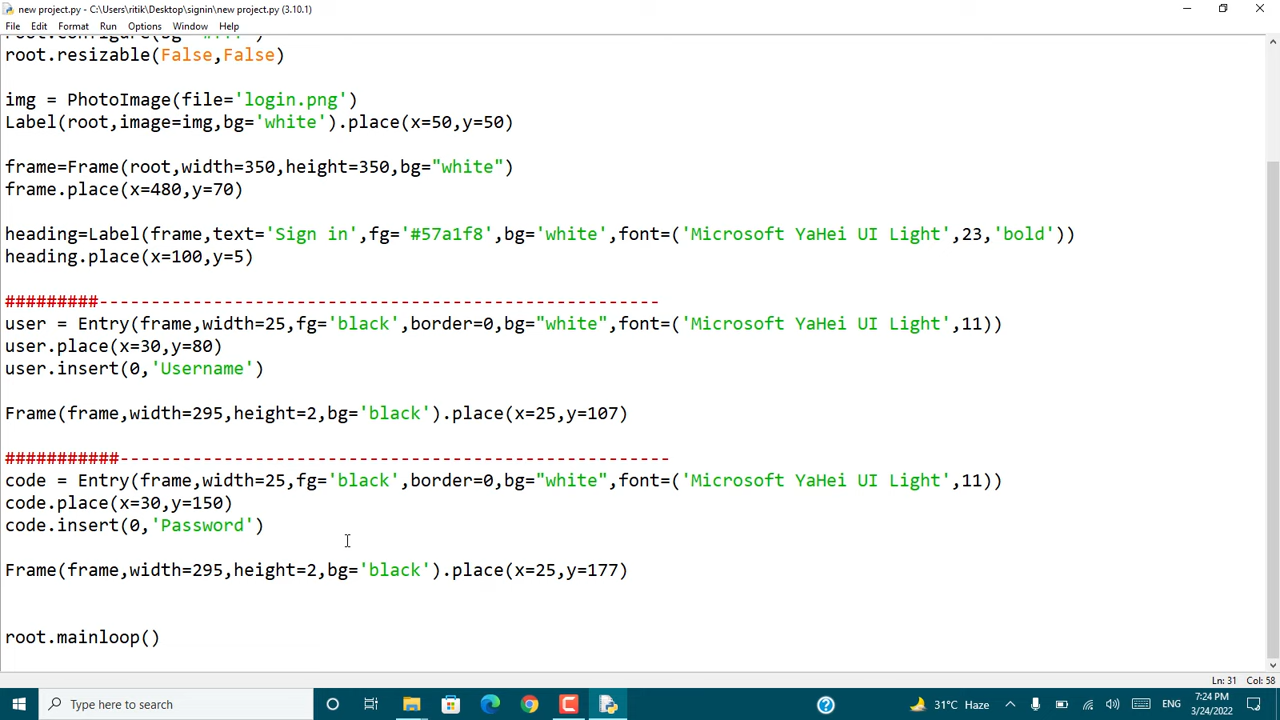 new project.py - C:\Users\ritik\Desktop\signin\new project.py (3.10.1)
File Edit Format Run Options Window Help
root.resizable(False,False)
img = PhotoImage(file='login.png')
Label(root,image=img,bg='white').place(x=50,y=50)
frame=Frame(root,width=350,height=350,bg="white")
frame.place(x=480,y=70)
heading=Label(frame,text='Sign in',fg='#57a1f8',bg='white',font=('Microsoft YaHei UI Light',23,'bold'))
heading.place(x=100,y=5)
#########------------------------------------------------------
user = Entry(frame,width=25,fg='black',border=0,bg="white",font=('Microsoft YaHei UI Light',11))
user.place(x=30,y=80)
user.insert(0,'Username')
Frame(frame,width=295,height=2,bg='black').place(x=25,y=107)
###########-----------------------------------------------------
code = Entry(frame,width=25,fg='black',border=0,bg="white",font=('Microsoft YaHei UI Light',11))
code.place(x=30,y=150)
code.insert(0,'Password')
Frame(frame,width=295,height=2,bg='black').place(x=25,y=177)
root.mainloop()
Ln: 31 Col: 58
Type here to search
31°C Haze
ENG
7:24 PM
3/24/2022